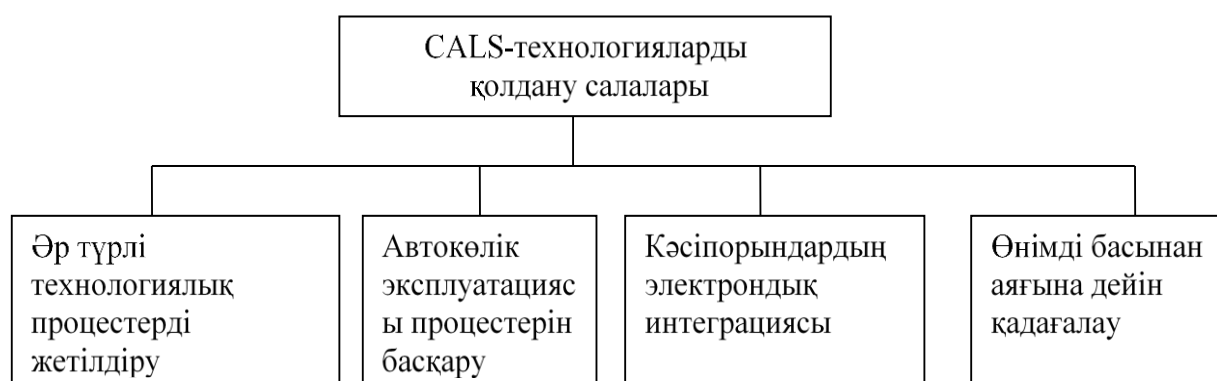 CALS-технологияларды
қолдану салалары
Әр түрлі
технологиялық
процестерді
жетілдіру
Автокөлік
эксплуатацияс
ы процестерін
басқару
Кәсіпорындардың
электрондық
интеграциясы
Өнімді басынан
аяғына дейін
қадағалау